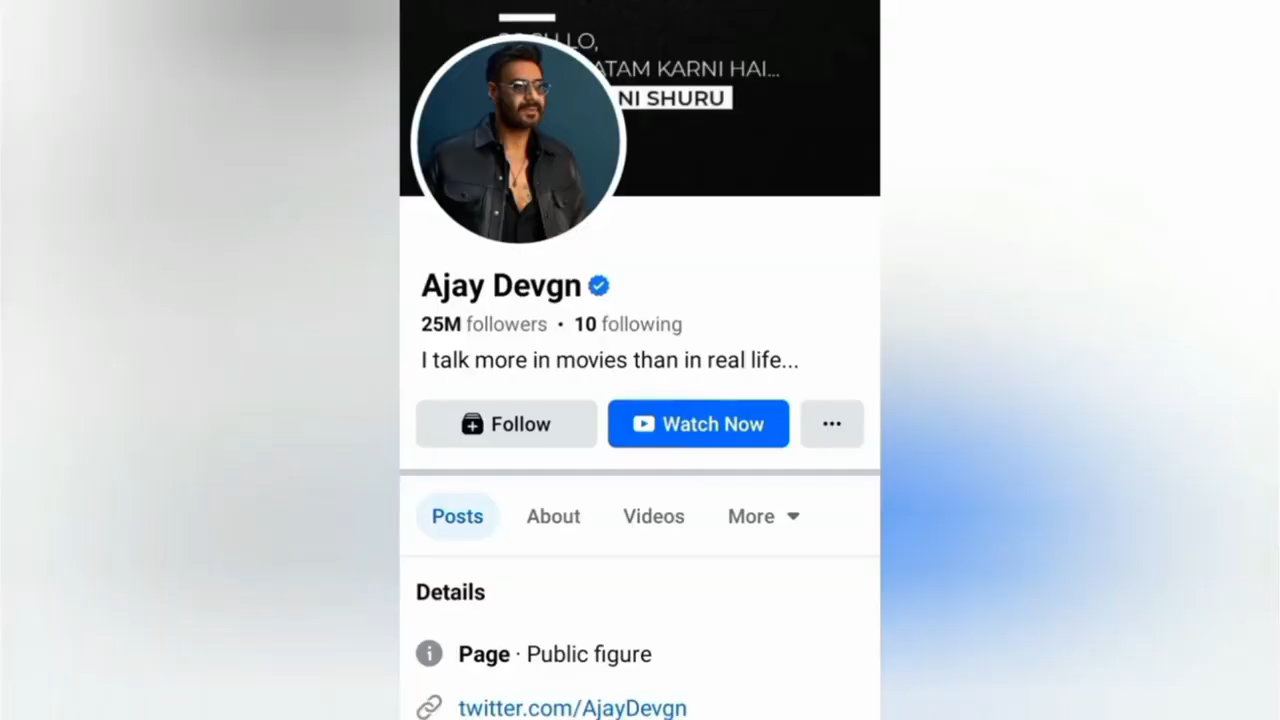 LO,
ATAM KARNI HAI...
NI SHURU
Ajay Devgn
25M followers · 10 following
I talk more in movies than in real life...
Follow
Watch Now
Posts About Videos More
Details
Page · Public figure
twitter.com/AjayDevgn